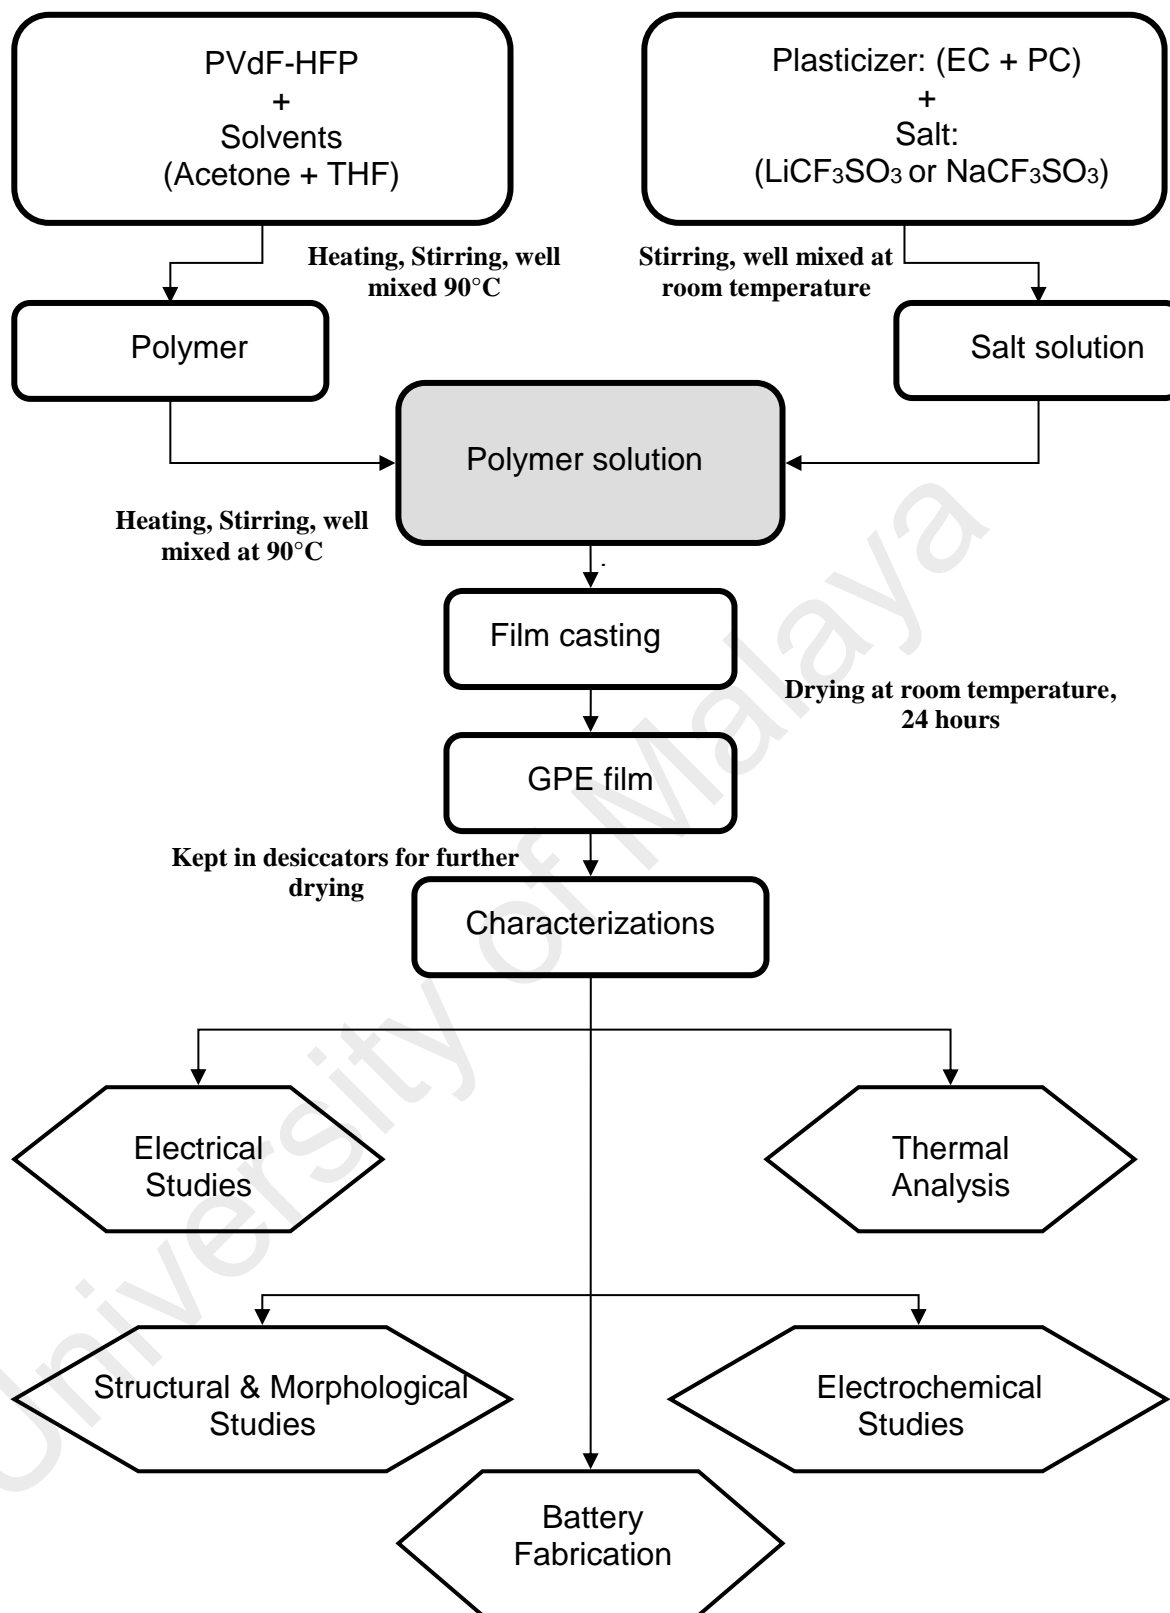 PVdF-HFP
+
Solvents
(Acetone + THF)
Plasticizer: (EC + PC)
+
Salt:
(LiCF₃SO₃ or NaCF₃SO₃)
Heating, Stirring, well
mixed 90°C
Stirring, well mixed at
room temperature
Polymer
Salt solution
Polymer solution
Heating, Stirring, well
mixed at 90°C
.
Film casting
Drying at room temperature,
24 hours
GPE film
Kept in desiccators for further
drying
Characterizations
Electrical
Studies
Thermal
Analysis
Structural & Morphological
Studies
Electrochemical
Studies
Battery
Fabrication
University of Malaya